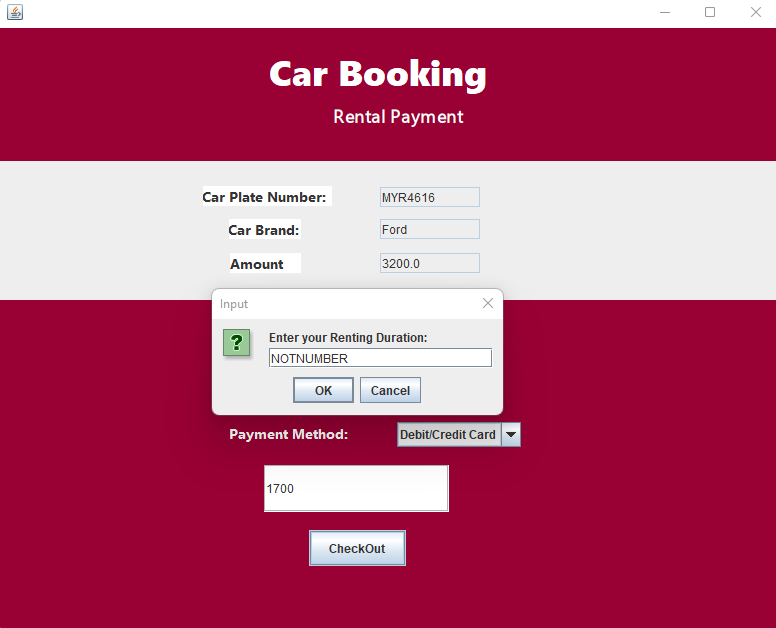 Car Booking
Rental Payment
Car Plate Number: MYR4616
Car Brand: Ford
Amount 3200.0
Input
?
Enter your Renting Duration:
NOTNUMBER
OK Cancel
Payment Method: Debit/Credit Card
1700
CheckOut